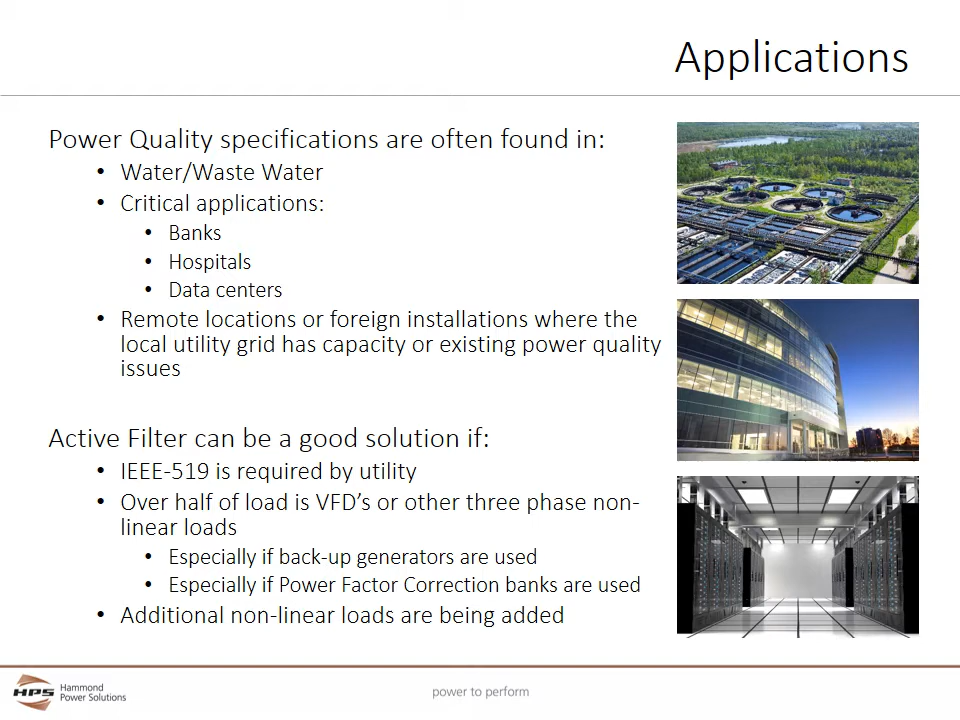 Applications
Power Quality specifications are often found in:
• Water/Waste Water
• Critical applications:
• Banks
• Hospitals
• Data centers
• Remote locations or foreign installations where the
local utility grid has capacity or existing power quality
issues
Active Filter can be a good solution if:
• IEEE-519 is required by utility
• Over half of load is VFD’s or other three phase non-
linear loads
• Especially if back-up generators are used
• Especially if Power Factor Correction banks are used
• Additional non-linear loads are being added
HPS
Hammond
Power Solutions
power to perform